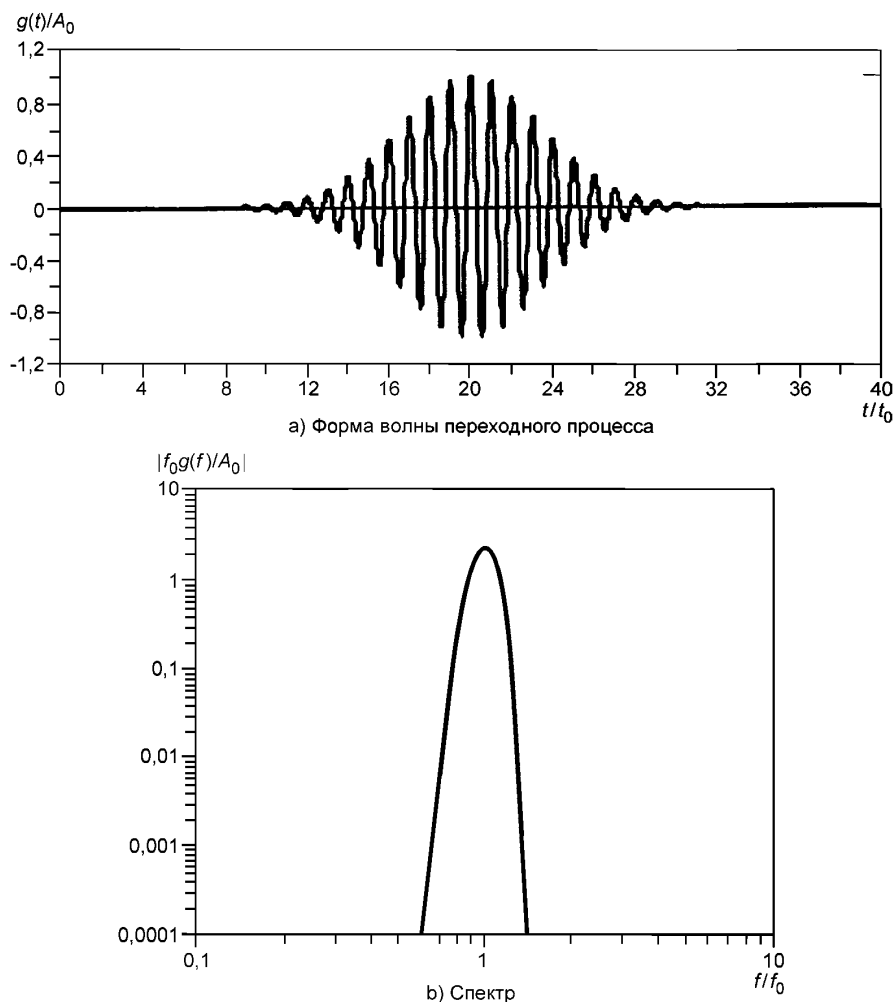 g(t)/A₀
1,2
0,8
0,4
0
-0,4
-0,8
-1,2
0 4 8 12 16 20 24 28 32 36 40
t/t₀
a) Форма волны переходного процесса
|f₀g(f)/A₀|
10
1
0,1
0,01
0,001
0,0001
0,1 1 10
f/f₀
b) Спектр